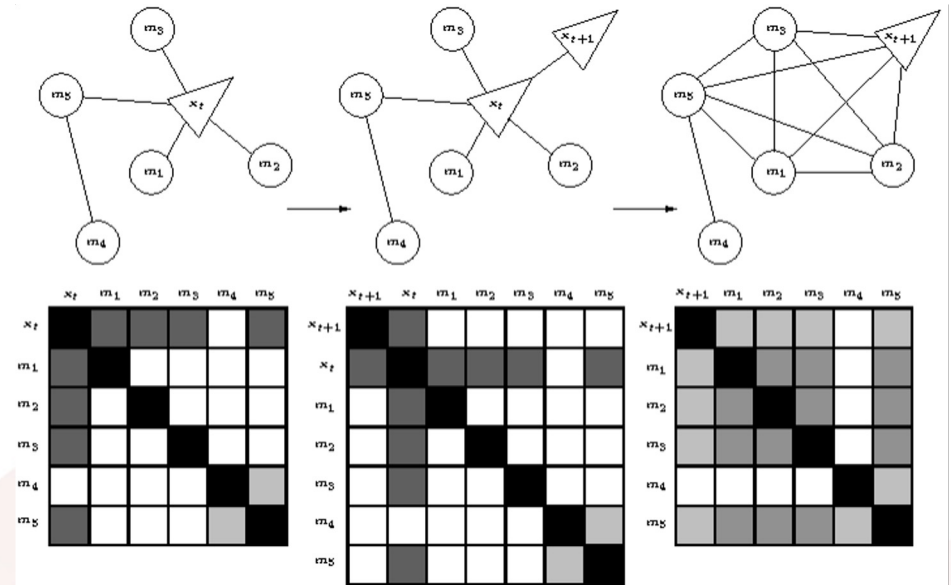 m₃ m₅ xₜ m₁ m₂ m₄
m₃ xₜ₊₁ m₅ xₜ m₁ m₂ m₄
m₃ xₜ₊₁ m₅ m₁ m₂ m₄
xₜ m₁ m₂ m₃ m₄ m₅
xₜ
m₁
m₂
m₃
m₄
m₅
xₜ₊₁ xₜ m₁ m₂ m₃ m₄ m₅
xₜ₊₁
xₜ
m₁
m₂
m₃
m₄
m₅
xₜ₊₁ m₁ m₂ m₃ m₄ m₅
xₜ₊₁
m₁
m₂
m₃
m₄
m₅